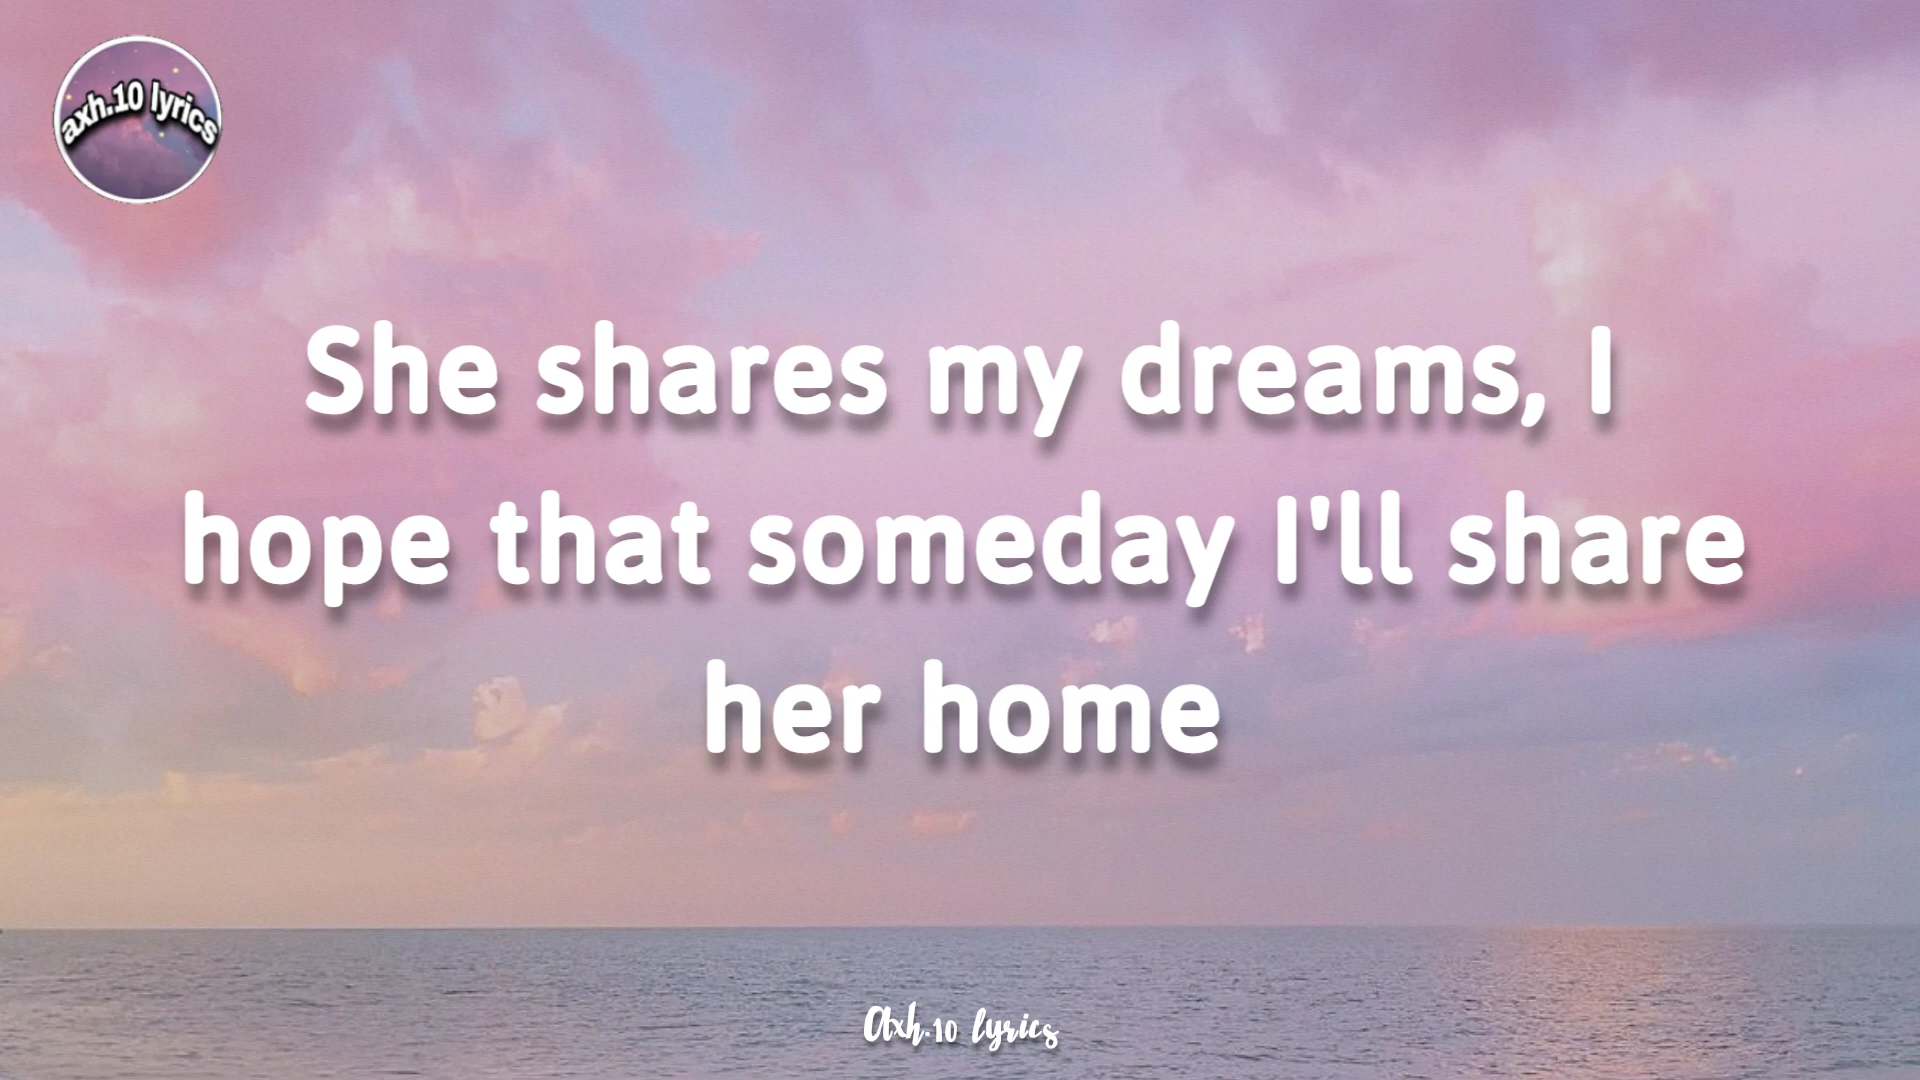 axh.10 lyrics
She shares my dreams, I
hope that someday I'll share
her home
Axh.10 lyrics